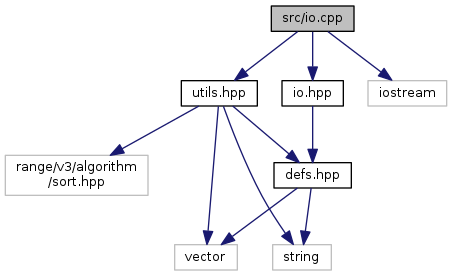 src/io.cpp
utils.hpp
io.hpp
iostream
range/v3/algorithm
/sort.hpp
defs.hpp
vector
string